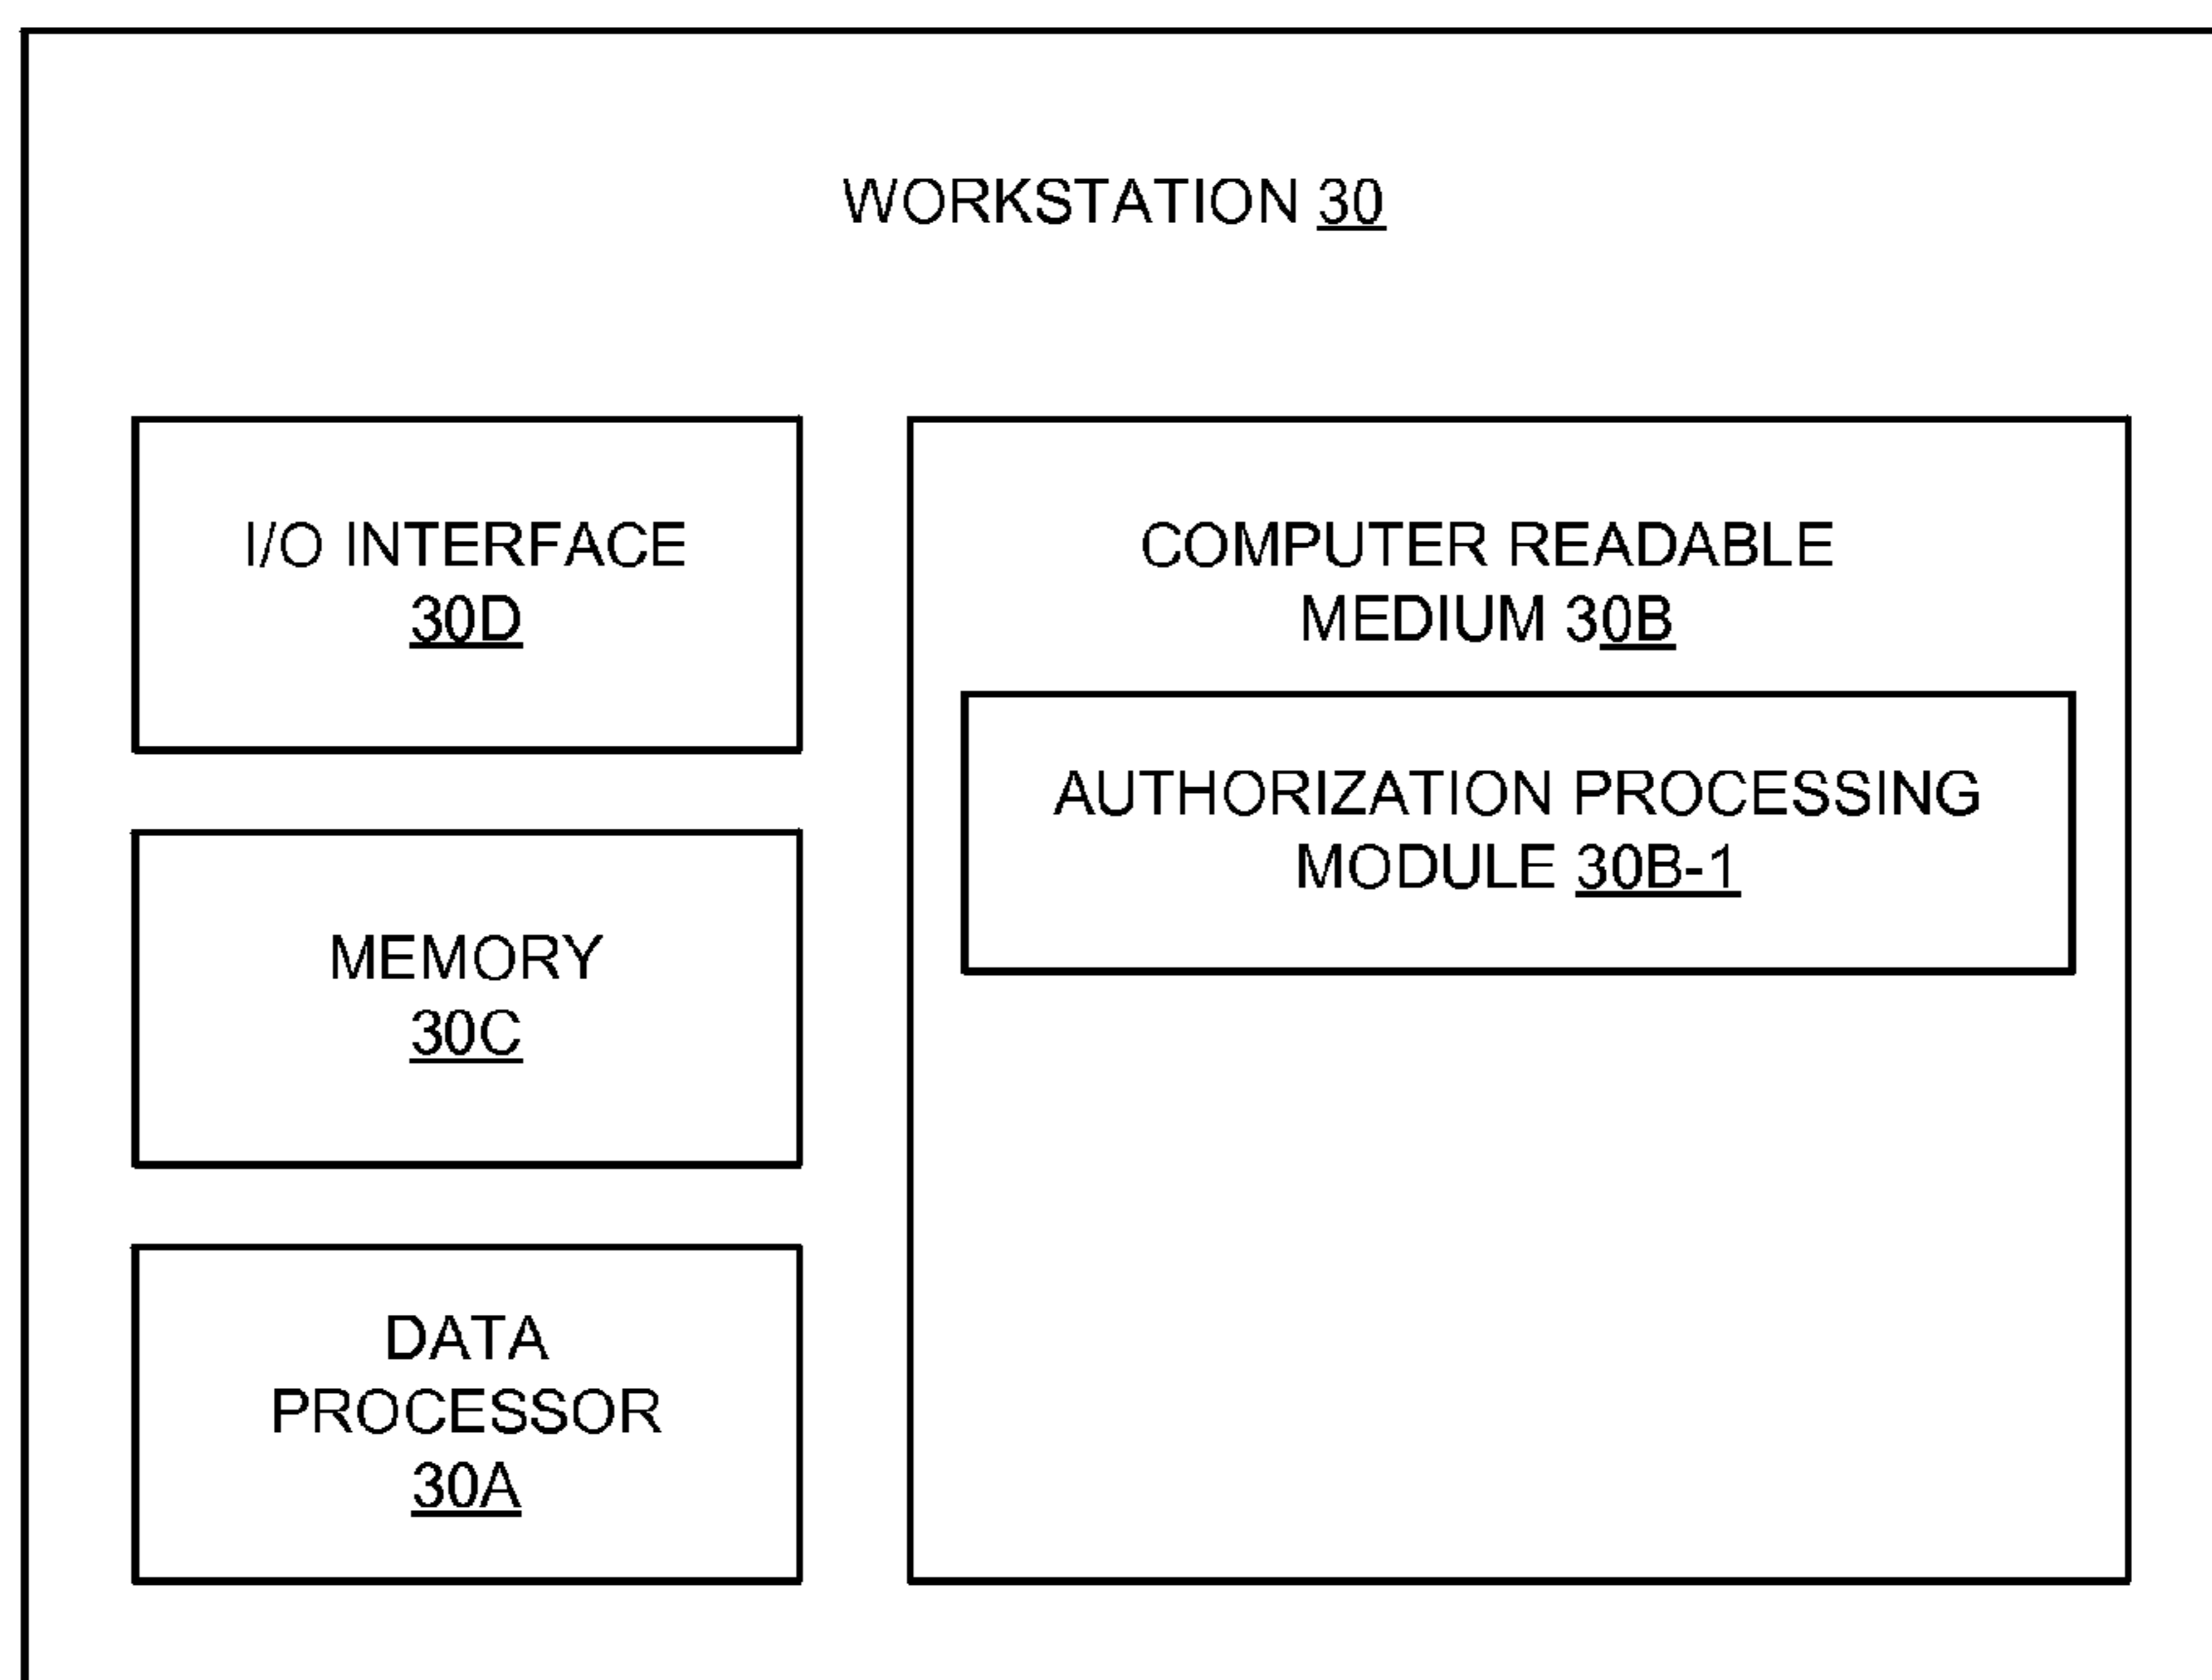 WORKSTATION 30
I/O INTERFACE
30D
COMPUTER READABLE
MEDIUM 30B
AUTHORIZATION PROCESSING
MODULE 30B-1
MEMORY
30C
DATA
PROCESSOR
30A